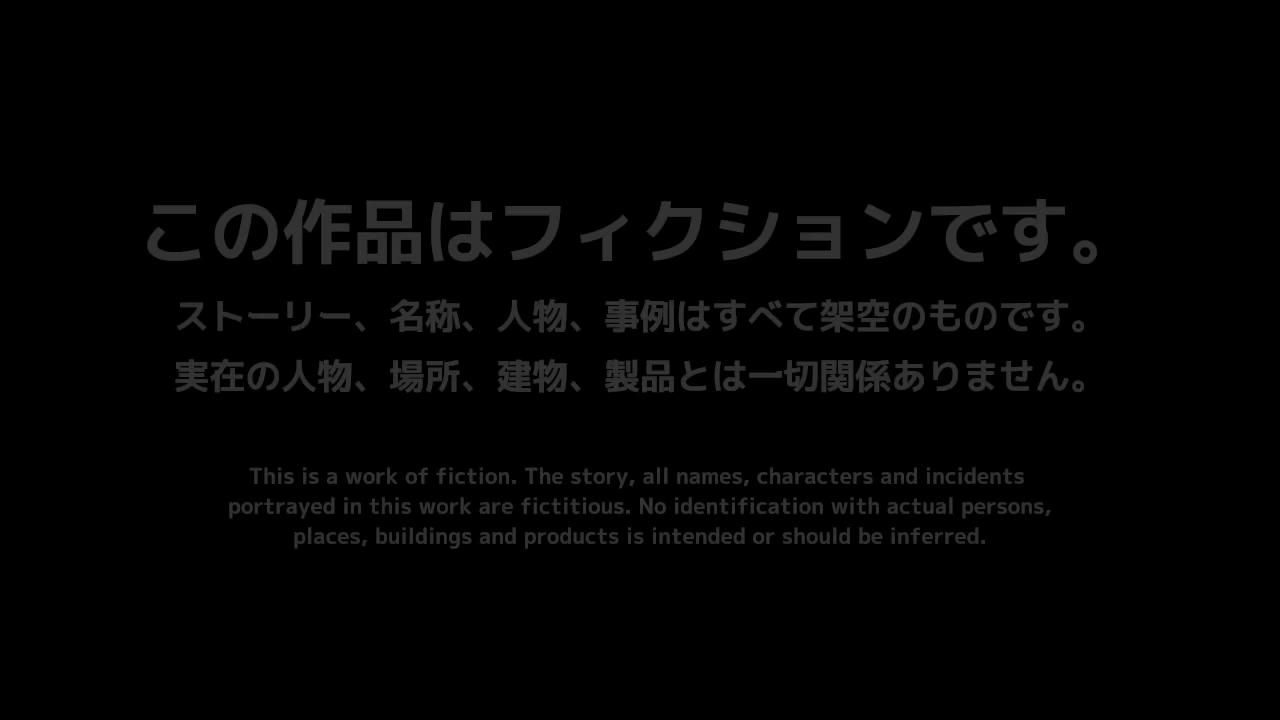 この作品はフィクションです。
ストーリー、名称、人物、事例はすべて架空のものです。
実在の人物、場所、建物、製品とは一切関係ありません。
This is a work of fiction. The story, all names, characters and incidents
portrayed in this work are fictitious. No identification with actual persons,
places, buildings and products is intended or should be inferred.